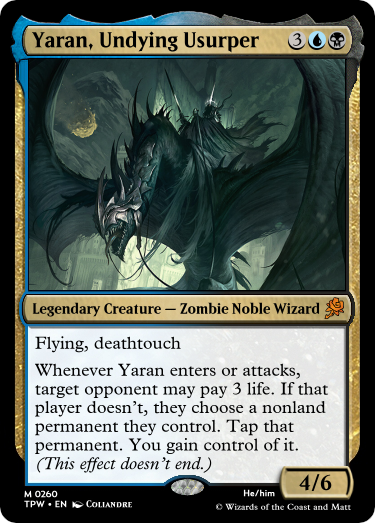 Yaran, Undying Usurper 3
Legendary Creature — Zombie Noble Wizard
Flying, deathtouch
Whenever Yaran enters or attacks,
target opponent may pay 3 life. If that
player doesn't, they choose a nonland
permanent they control. Tap that
permanent. You gain control of it.
(This effect doesn't end.)
4/6
M 0260
He/him
TPW • EN COLIANDRE
© Wizards of the Coast and Matt